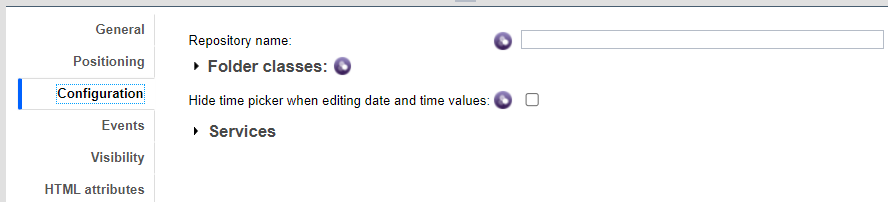 General
Positioning
Configuration
Events
Visibility
HTML attributes
Repository name:
Folder classes:
Hide time picker when editing date and time values:
Services